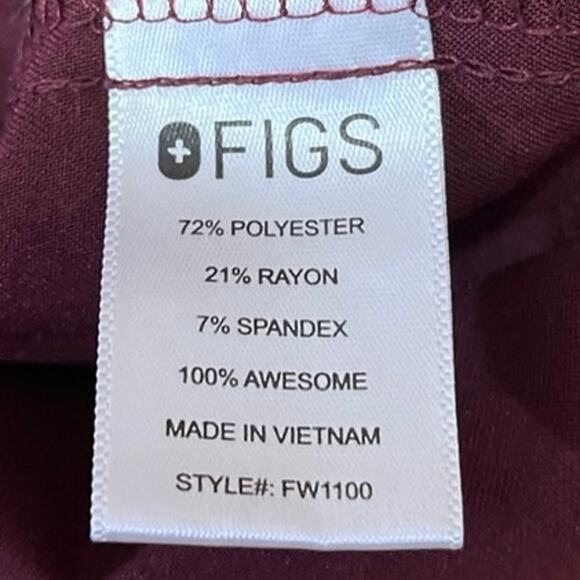 FIGS
72% POLYESTER
21% RAYON
7% SPANDEX
100% AWESOME
MADE IN VIETNAM
STYLE#: FW1100